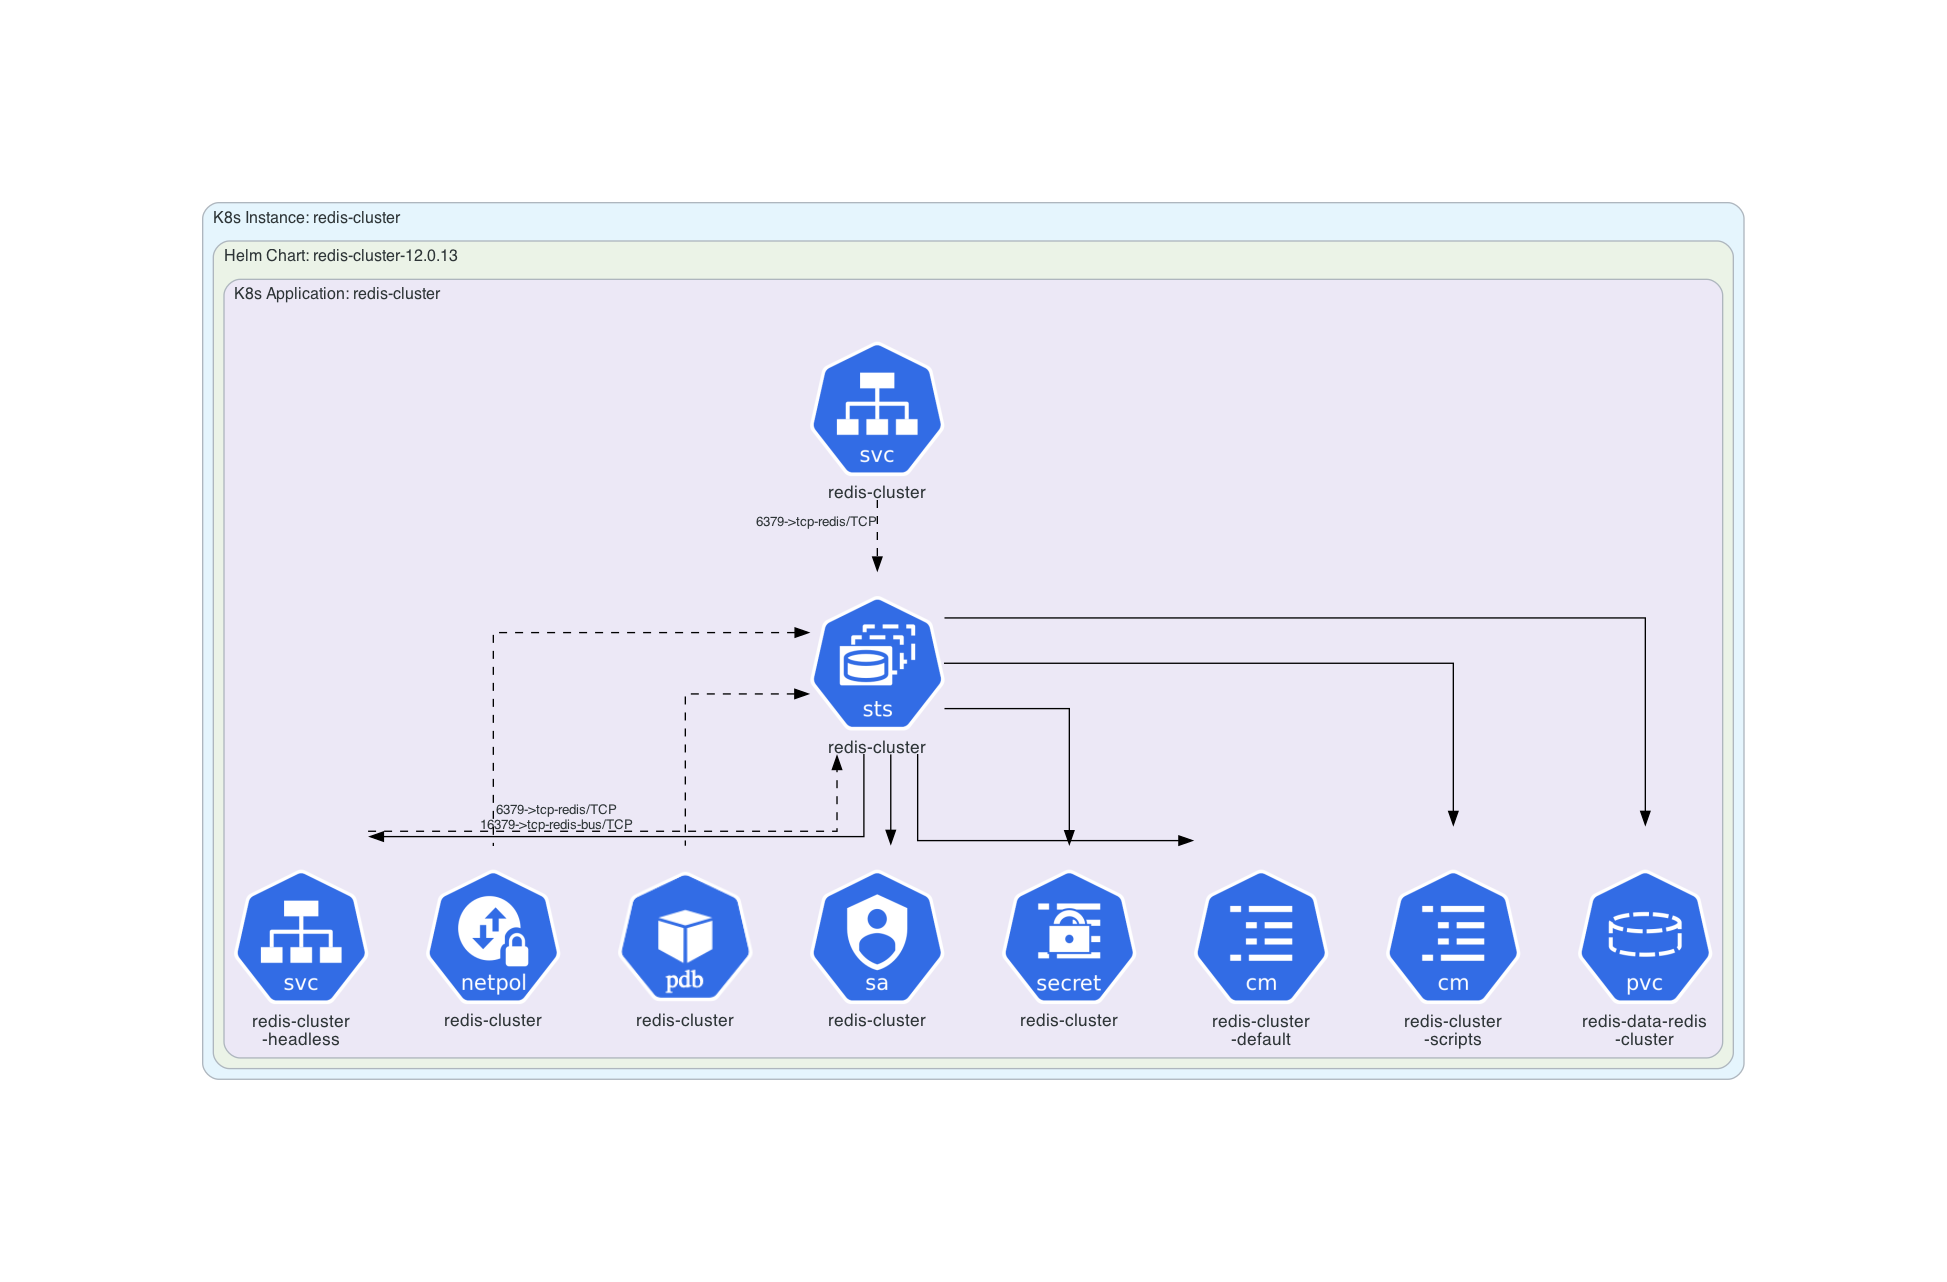 K8s Instance: redis-cluster
Helm Chart: redis-cluster-12.0.13
K8s Application: redis-cluster
svc
redis-cluster
6379->tcp-redis/TCP
sts
redis-cluster
6379->tcp-redis/TCP
16379->tcp-redis-bus/TCP
svc
redis-cluster
-headless
netpol
redis-cluster
pdb
redis-cluster
sa
redis-cluster
secret
redis-cluster
cm
redis-cluster
-default
cm
redis-cluster
-scripts
pvc
redis-data-redis
-cluster